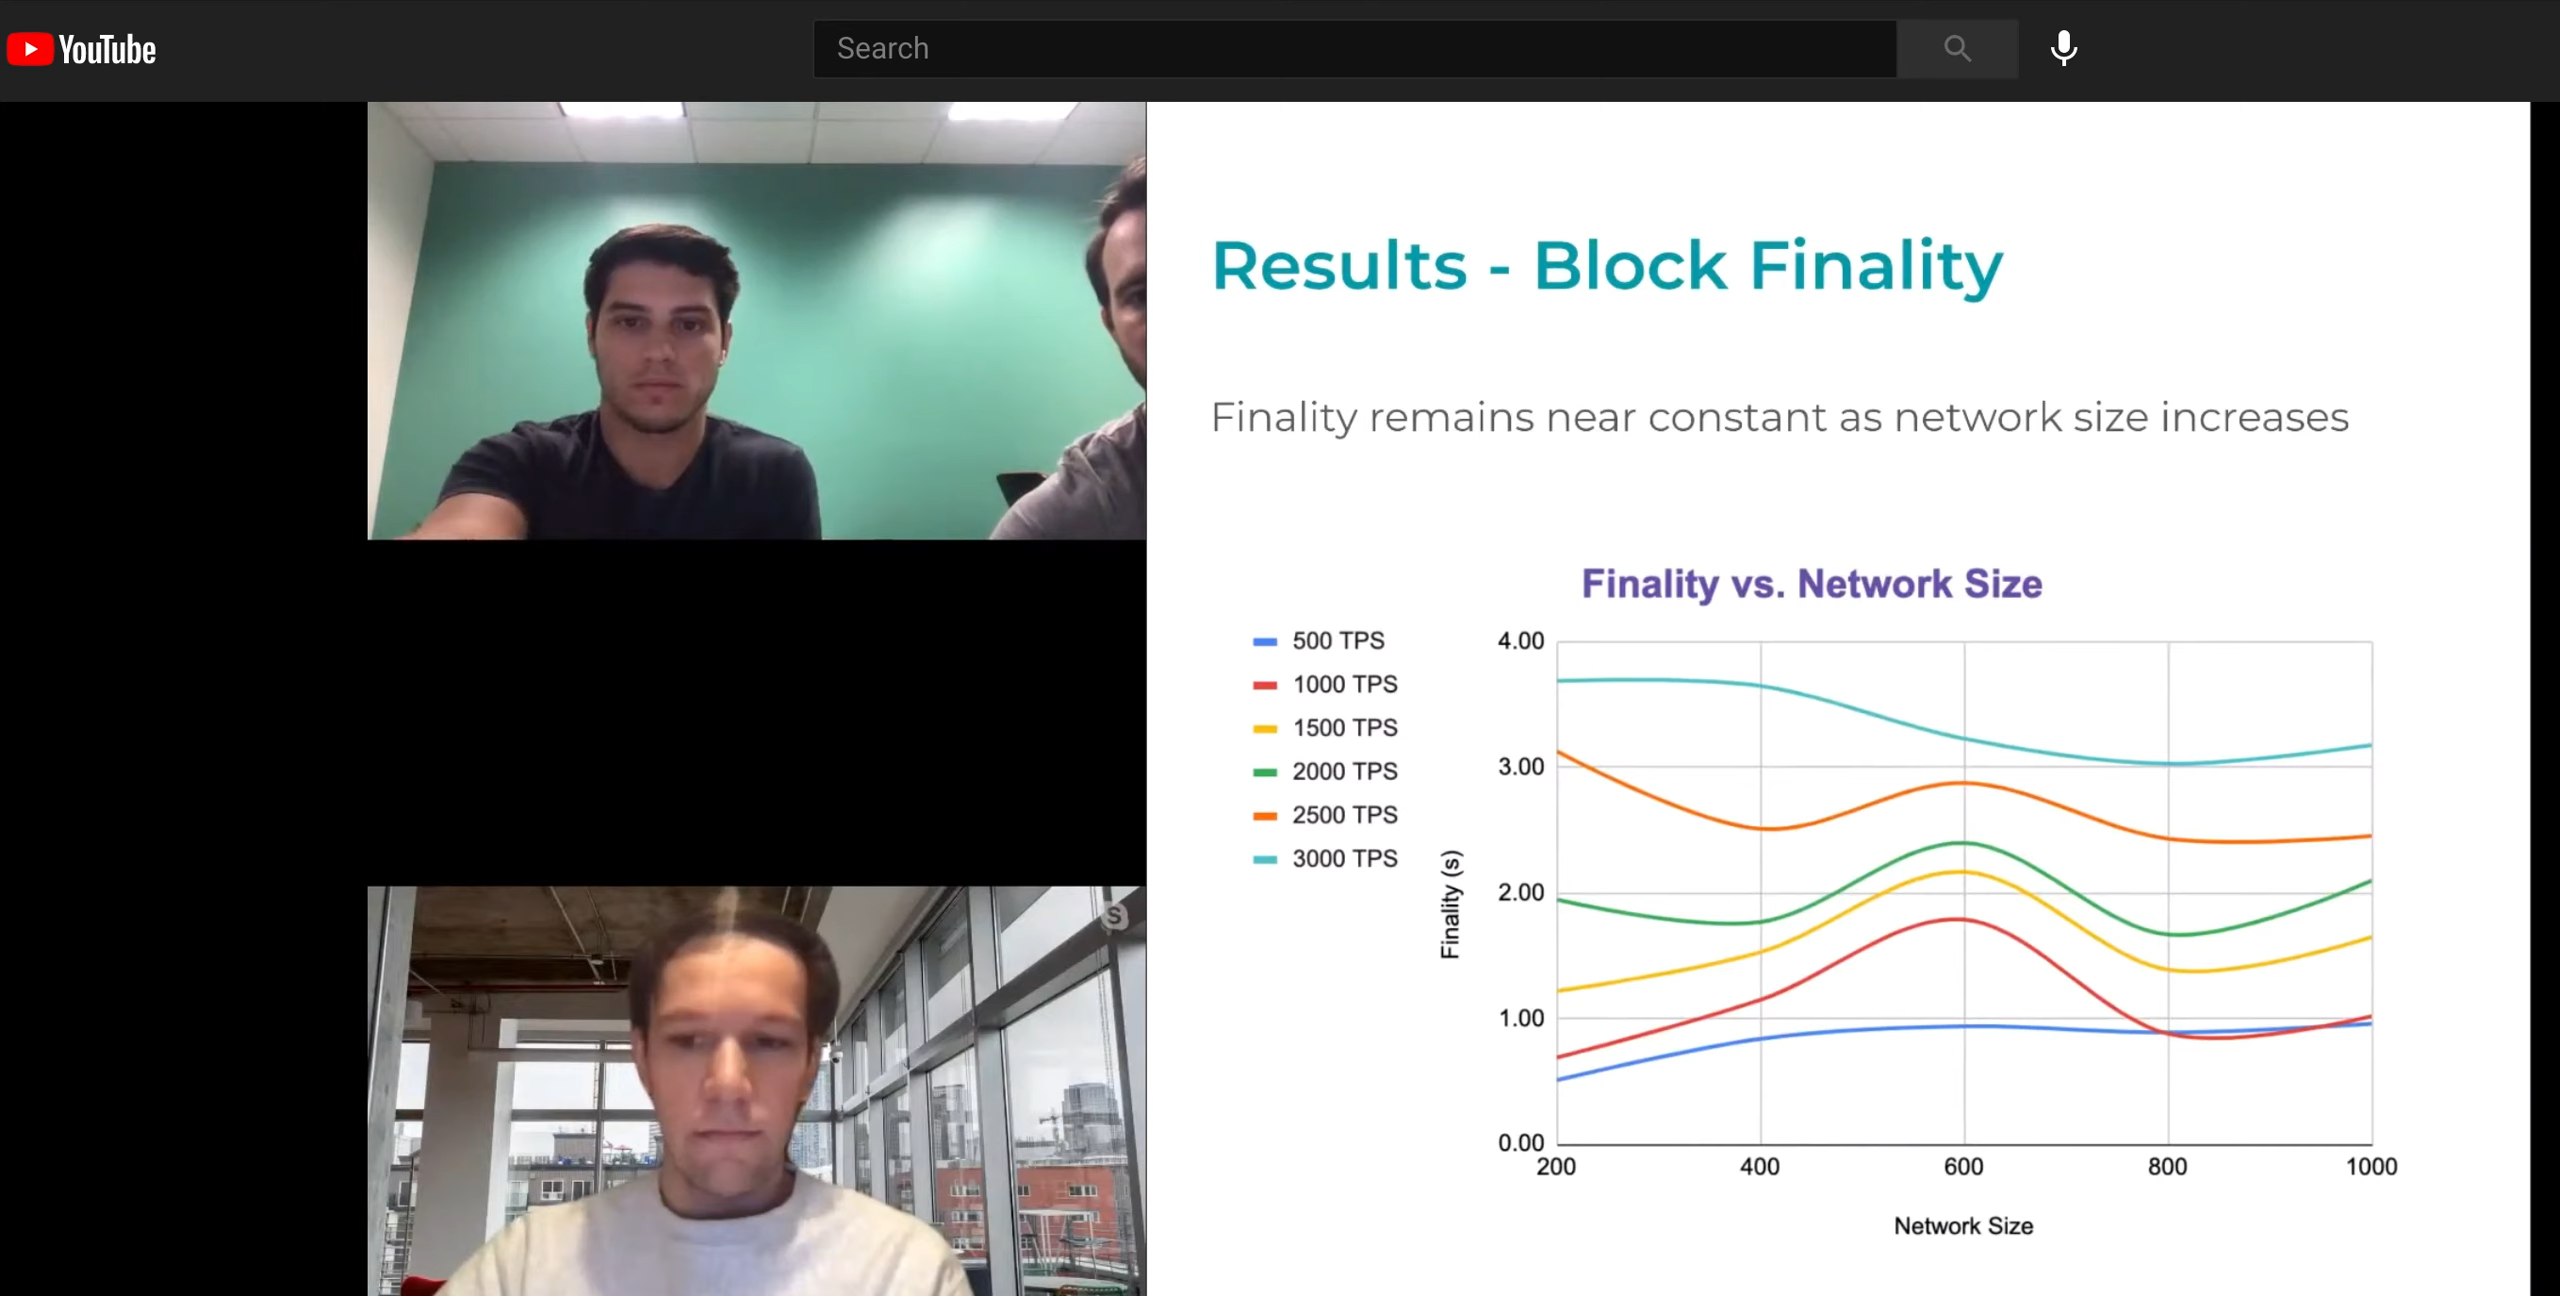 YouTube
Search
S
Results - Block Finality
Finality remains near constant as network size increases
Finality vs. Network Size
500 TPS
1000 TPS
1500 TPS
2000 TPS
2500 TPS
3000 TPS
Finality (s)
4.00
3.00
2.00
1.00
0.00
200 400 600 800 1000
Network Size